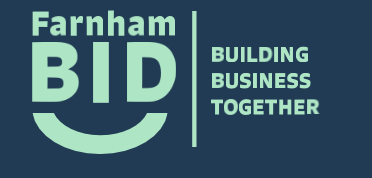 Farnham
BID
BUILDING
BUSINESS
TOGETHER